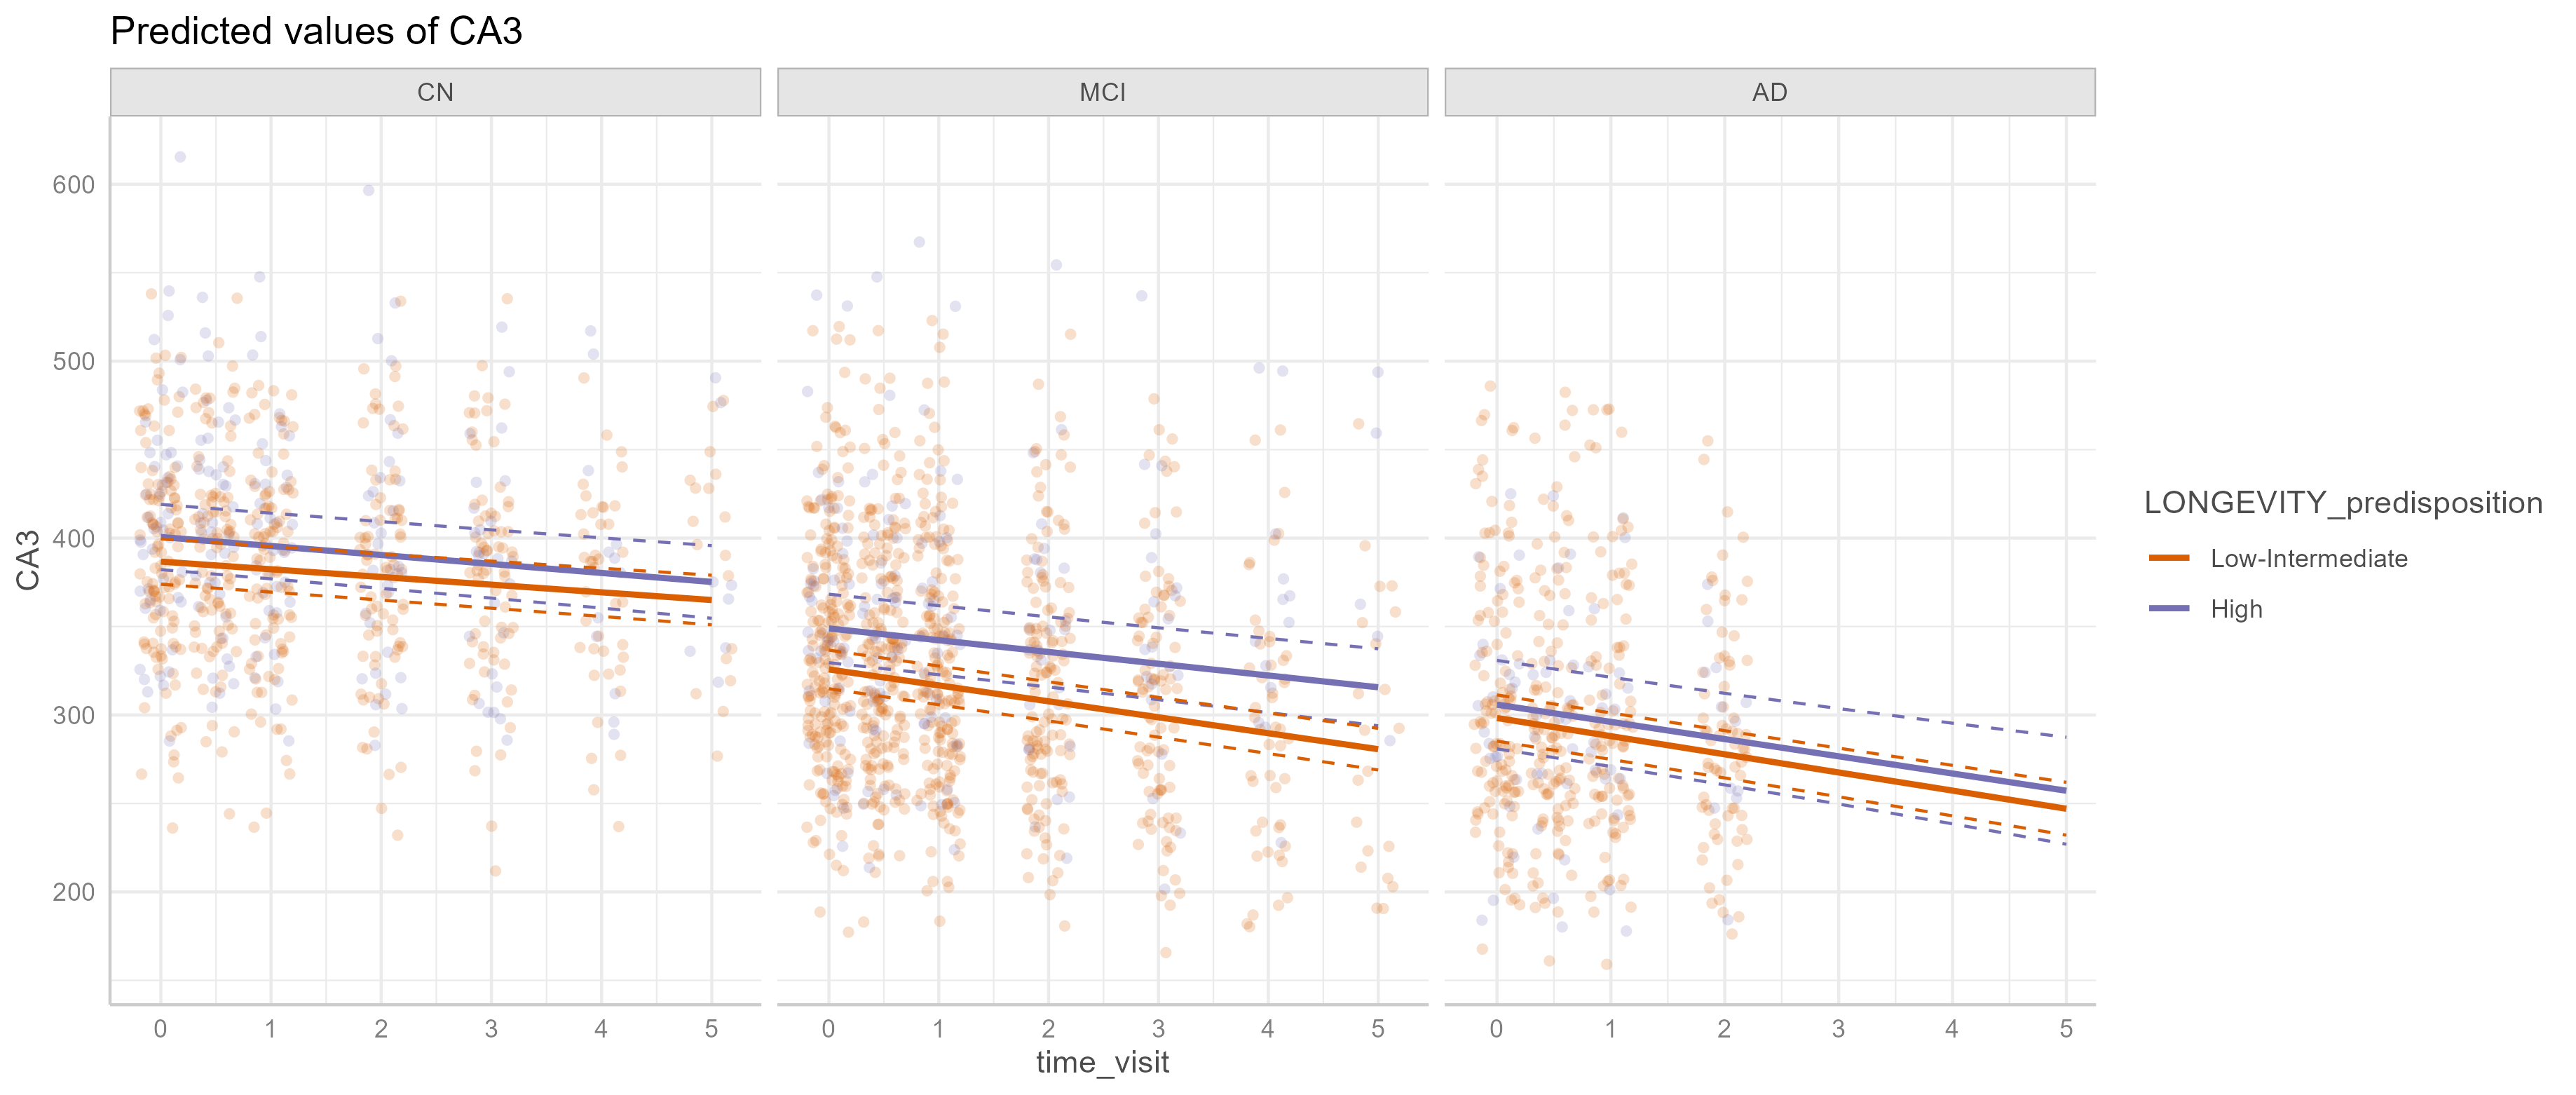 Predicted values of CA3
CN MCI AD
600
500
400
300
200
CA3
0 1 2 3 4 5 0 1 2 3 4 5 0 1 2 3 4 5
time_visit
LONGEVITY_predisposition
Low-Intermediate
High